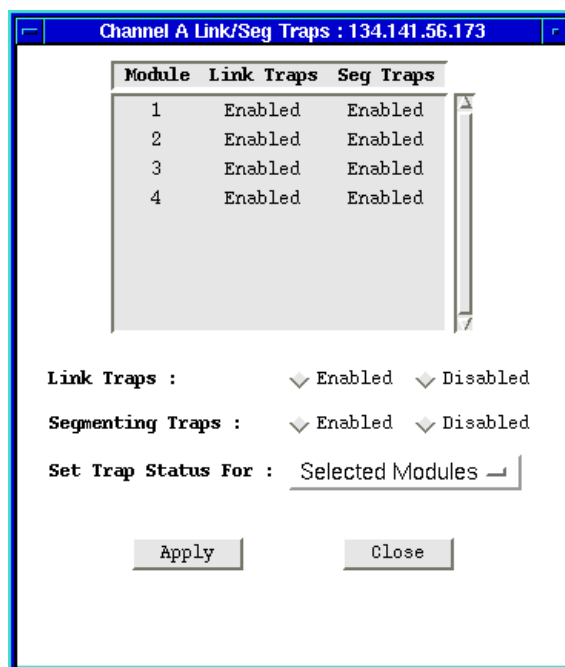 Channel A Link/Seg Traps : 134.141.56.173
Module Link Traps Seg Traps
1 Enabled Enabled
2 Enabled Enabled
3 Enabled Enabled
4 Enabled Enabled
Link Traps : Enabled Disabled
Segmenting Traps : Enabled Disabled
Set Trap Status For : Selected Modules
Apply Close